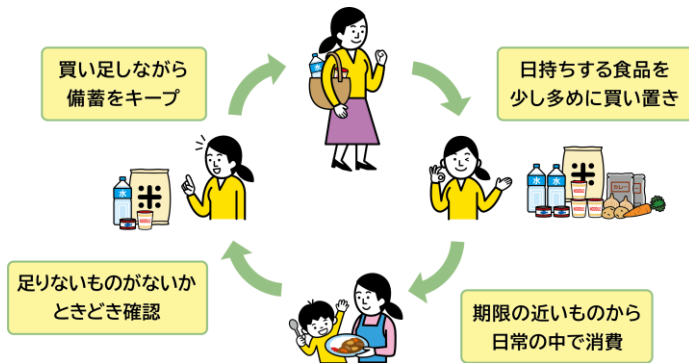 買い足しながら
備蓄をキープ
日持ちする食品を
少し多めに買い置き
水
米
水
水
米
カレー
足りないものがないか
ときどき確認
期限の近いものから
日常の中で消費